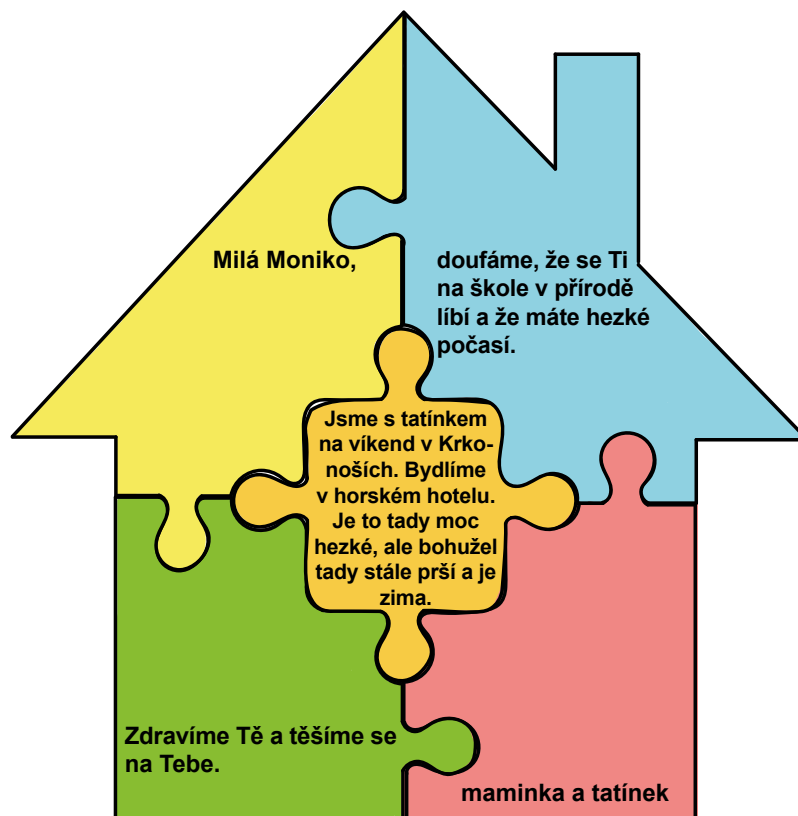 Milá Moniko,
doufáme, že se Ti
na škole v přírodě
líbí a že máte hezké
počasí.
Jsme s tatínkem
na víkend v Krko-
noších. Bydlíme
v horském hotelu.
Je to tady moc
hezké, ale bohužel
tady stále prší a je
zima.
Zdravíme Tě a těšíme se
na Tebe.
maminka a tatínek